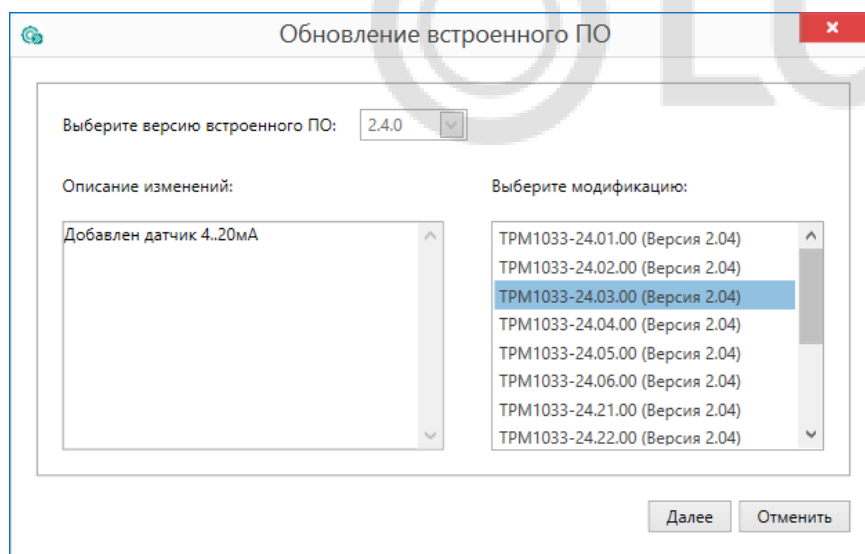 Обновление встроенного ПО
Выберите версию встроенного ПО: 2.4.0
Описание изменений:
Добавлен датчик 4..20мА
Выберите модификацию:
ТРМ1033-24.01.00 (Версия 2.04)
ТРМ1033-24.02.00 (Версия 2.04)
ТРМ1033-24.03.00 (Версия 2.04)
ТРМ1033-24.04.00 (Версия 2.04)
ТРМ1033-24.05.00 (Версия 2.04)
ТРМ1033-24.06.00 (Версия 2.04)
ТРМ1033-24.21.00 (Версия 2.04)
ТРМ1033-24.22.00 (Версия 2.04)
Далее
Отменить